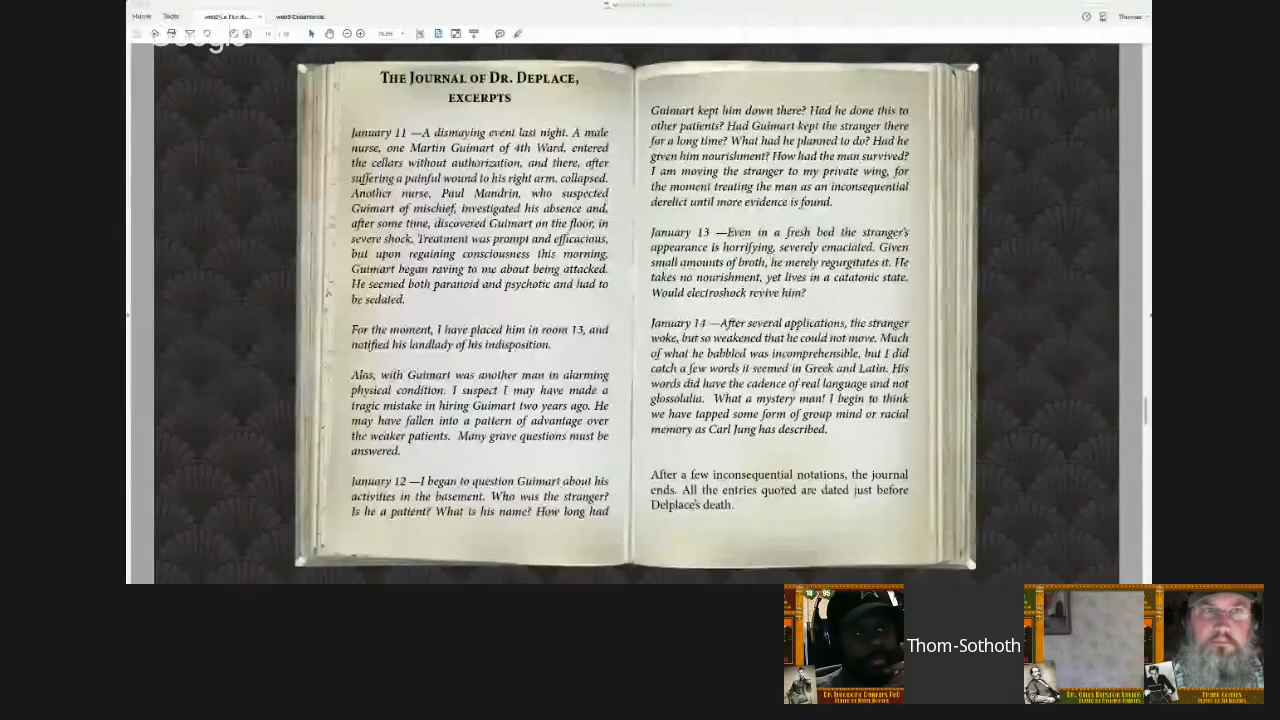 Home Tools
Google
THE JOURNAL OF DR. DEPLACE,
EXCERPTS
January 11 —A dismaying event last night. A male
nurse, one Martin Guimart of 4th Ward, entered
the cellars without authorization, and there, after
suffering a painful wound to his right arm, collapsed.
Another nurse, Paul Mandrin, who suspected
Guimart of mischief, investigated his absence and,
after some time, discovered Guimart on the floor, in
severe shock. Treatment was prompt and efficacious,
but upon regaining consciousness this morning,
Guimart began raving to me about being attacked.
He seemed both paranoid and psychotic and had to
be sedated.
For the moment, I have placed him in room 13, and
notified his landlady of his indisposition.
Alas, with Guimart was another man in alarming
physical condition. I suspect I may have made a
tragic mistake in hiring Guimart two years ago. He
may have fallen into a pattern of advantage over
the weaker patients. Many grave questions must be
answered.
January 12 —I began to question Guimart about his
activities in the basement. Who was the stranger?
Is he a patient? What is his name? How long had
Guimart kept him down there? Had he done this to
other patients? Had Guimart kept the stranger there
for a long time? What had he planned to do? Had he
given him nourishment? How had the man survived?
I am moving the stranger to my private wing, for
the moment treating the man as an inconsequential
derelict until more evidence is found.
January 13 —Even in a fresh bed the stranger's
appearance is horrifying, severely emaciated. Given
small amounts of broth, he merely regurgitates it. He
takes no nourishment, yet lives in a catatonic state.
Would electroshock revive him?
January 14 —After several applications, the stranger
woke, but so weakened that he could not move. Much
of what he babbled was incomprehensible, but I did
catch a few words it seemed in Greek and Latin. His
words did have the cadence of real language and not
glossolalia. What a mystery man! I begin to think
we have tapped some form of group mind or racial
memory as Carl Jung has described.
After a few inconsequential notations, the journal
ends. All the entries quoted are dated just before
Delplace's death.
Thom-Sothoth